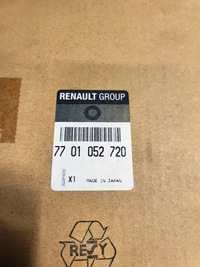 RENAULT GROUP
77 01 052 720
X1 MADE IN JAPAN
REZY